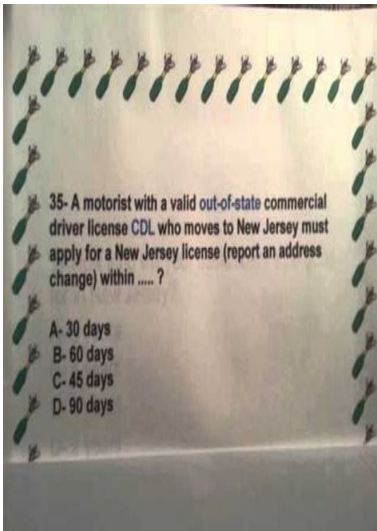 35- A motorist with a valid out-of-state commercial
driver license CDL who moves to New Jersey must
apply for a New Jersey license (report an address
change) within ..... ?
A- 30 days
B- 60 days
C- 45 days
D- 90 days